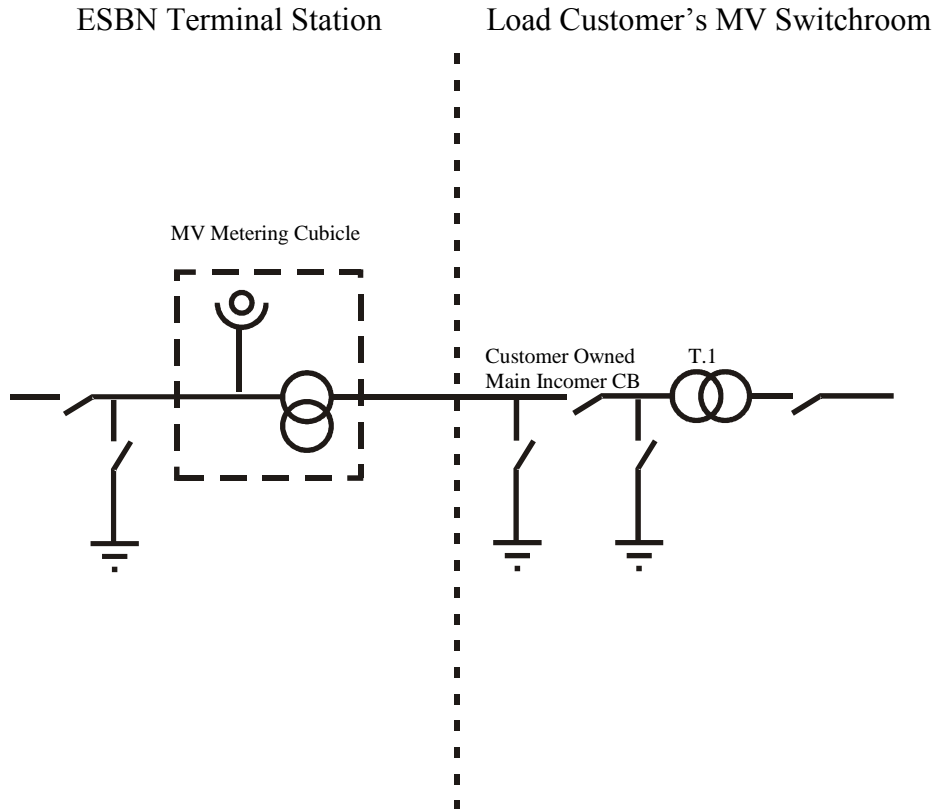 ESBN Terminal Station
Load Customer’s MV Switchroom
MV Metering Cubicle
Customer Owned
Main Incomer CB
T.1